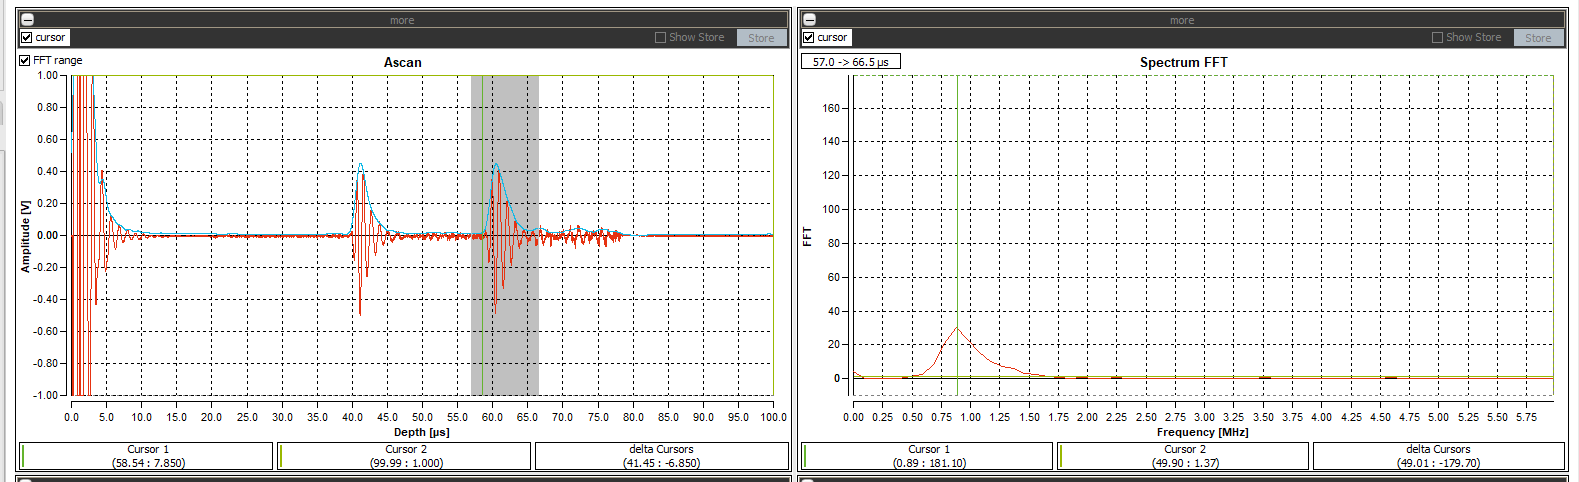 more
cursor
Show Store
Store
FFT range
Ascan
1.00
0.80
0.60
0.40
0.20
0.00
-0.20
-0.40
-0.60
-0.80
-1.00
Amplitude [V]
0.0 5.0 10.0 15.0 20.0 25.0 30.0 35.0 40.0 45.0 50.0 55.0 60.0 65.0 70.0 75.0 80.0 85.0 90.0 95.0 100.0
Depth [µs]
Cursor 1
(58.54 : 7.850)
Cursor 2
(99.99 : 1.000)
delta Cursors
(41.45 : -6.850)
more
cursor
Show Store
Store
57.0 -> 66.5 µs
Spectrum FFT
160
140
120
100
80
60
40
20
0
FFT
0.00 0.25 0.50 0.75 1.00 1.25 1.50 1.75 2.00 2.25 2.50 2.75 3.00 3.25 3.50 3.75 4.00 4.25 4.50 4.75 5.00 5.25 5.50 5.75
Frequency [MHz]
Cursor 1
(0.89 : 181.10)
Cursor 2
(49.90 : 1.37)
delta Cursors
(49.01 : -179.70)